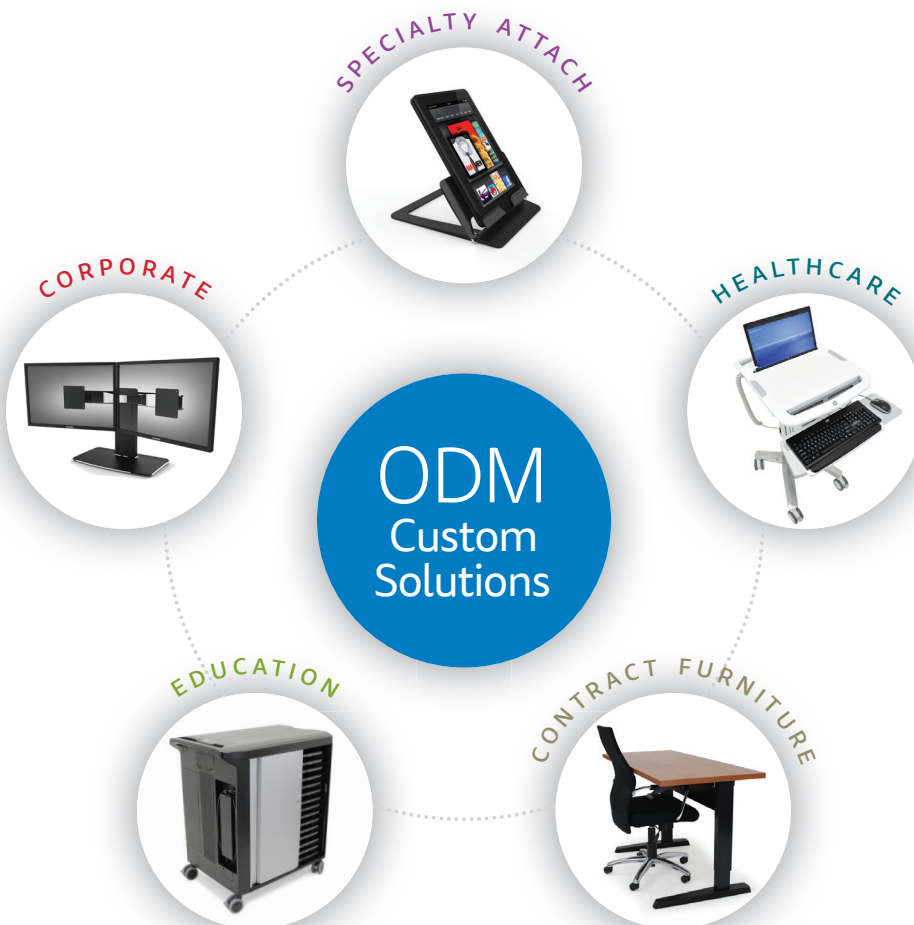 SPECIALTY ATTACH
CORPORATE
HEALTHCARE
ODM
Custom
Solutions
EDUCATION
CONTRACT FURNITURE